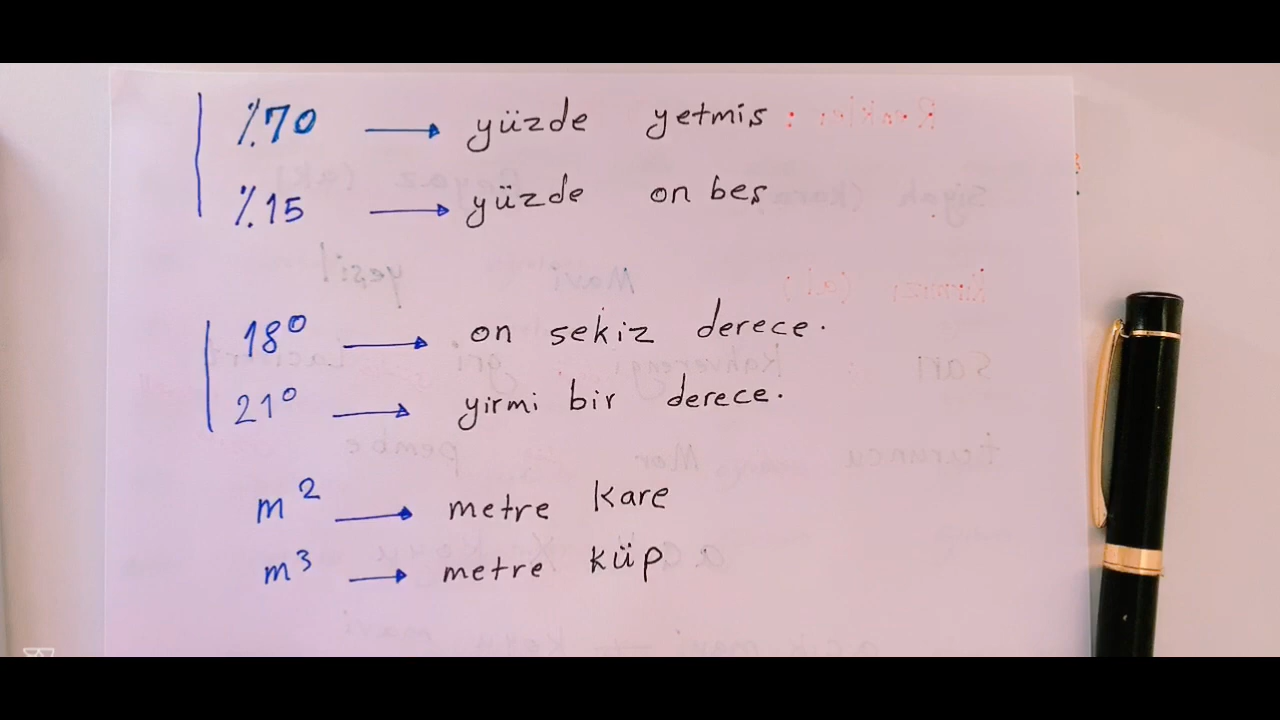 %70 → yüzde yetmiş
%15 → yüzde on beş
18° → on sekiz derece.
21° → yirmi bir derece.
m² → metre kare
m³ → metre küp